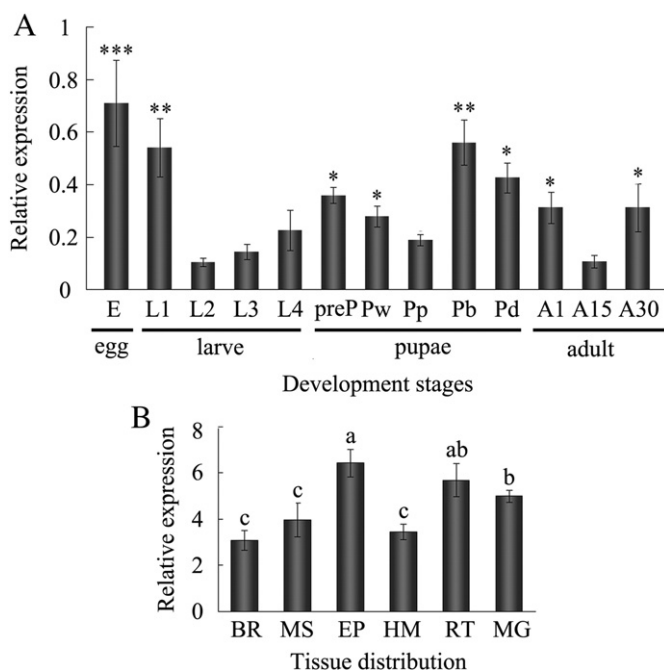 A
Relative expression
1
0.8
0.6
0.4
0.2
0
***
**
*
*
**
*
*
*
E L1 L2 L3 L4 preP Pw Pp Pb Pd A1 A15 A30
egg larve pupae adult
Development stages
B
Relative expression
8
6
4
2
0
c c a c ab b
BR MS EP HM RT MG
Tissue distribution